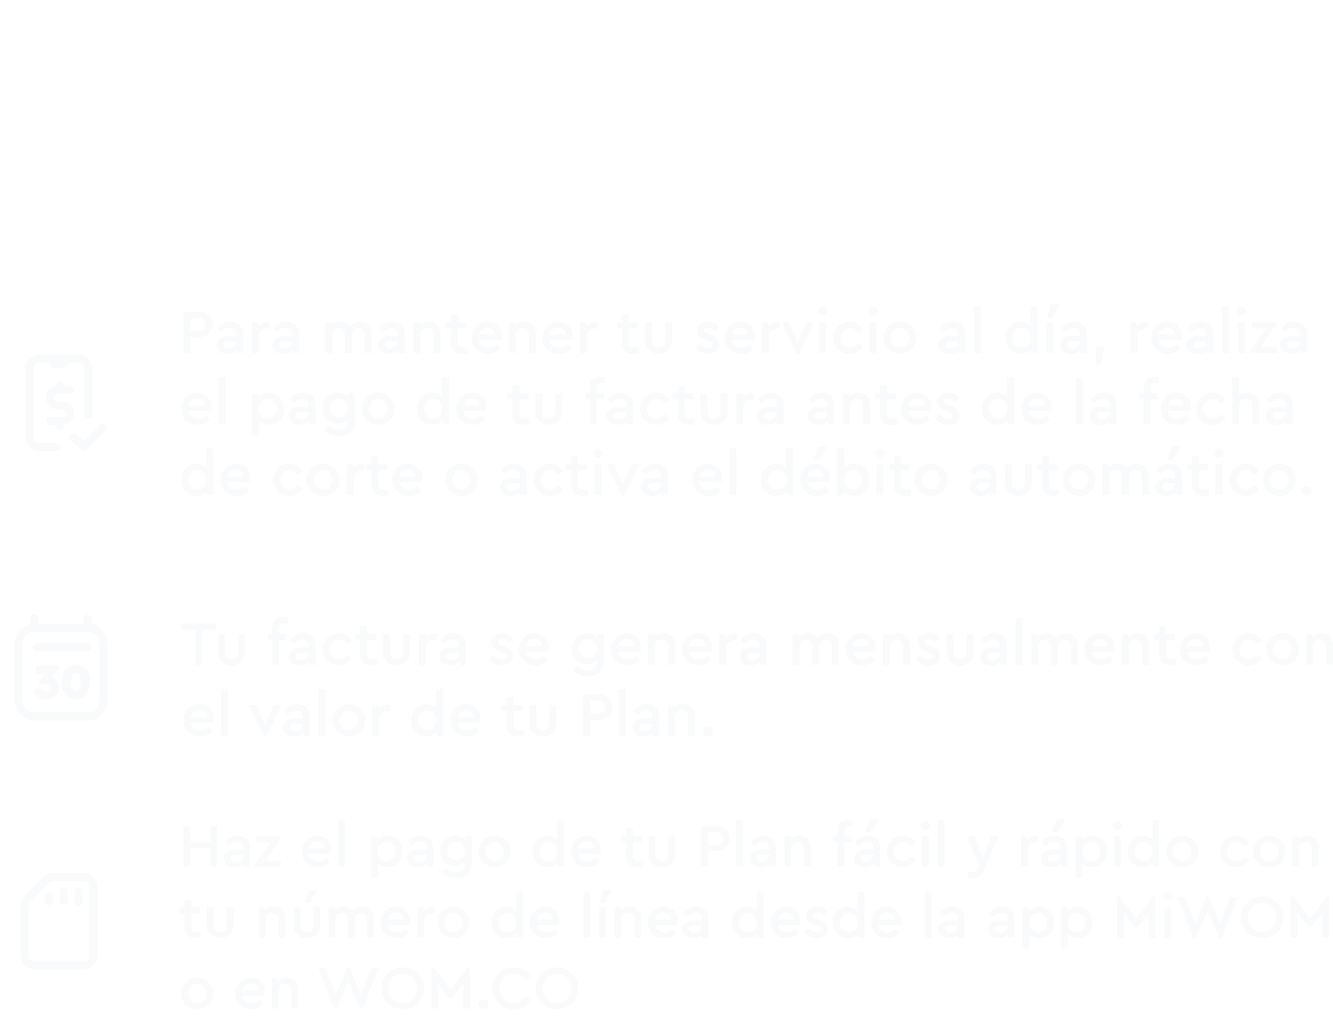 Para mantener tu servicio al día, realiza
el pago de tu factura antes de la fecha
de corte o activa el débito automático.
30
Tu factura se genera mensualmente con
el valor de tu Plan.
Haz el pago de tu Plan fácil y rápido con
tu número de línea desde la app MiWOM
o en WOM.CO